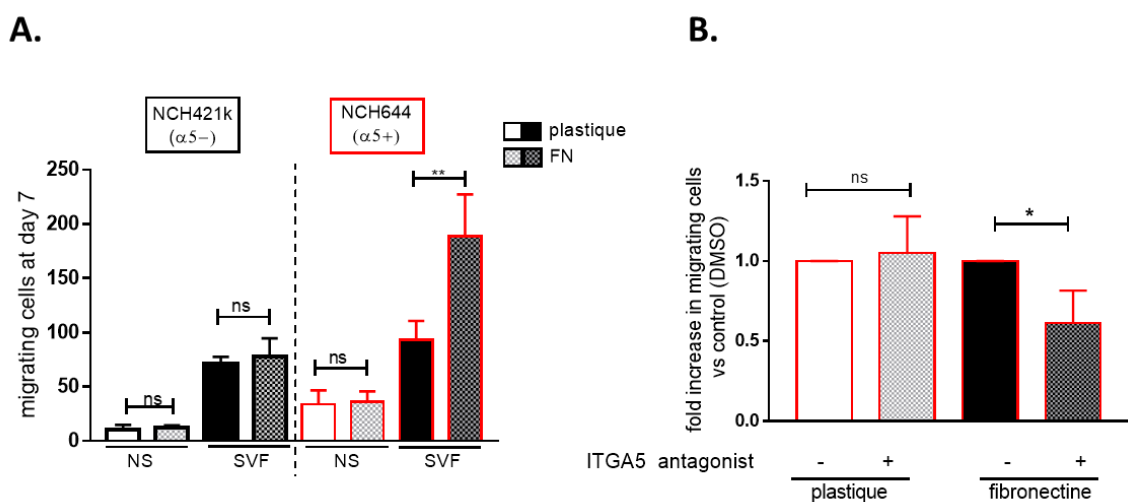 A.
B.
NCH421k
(α5−)
NCH644
(α5+)
plastique
FN
migrating cells at day 7
250
200
150
100
50
0
ns
ns
ns
**
NS
SVF
NS
SVF
fold increase in migrating cells
vs control (DMSO)
1.5
1.0
0.5
0.0
ns
*
ITGA5 antagonist
- + - +
plastique
fibronectine